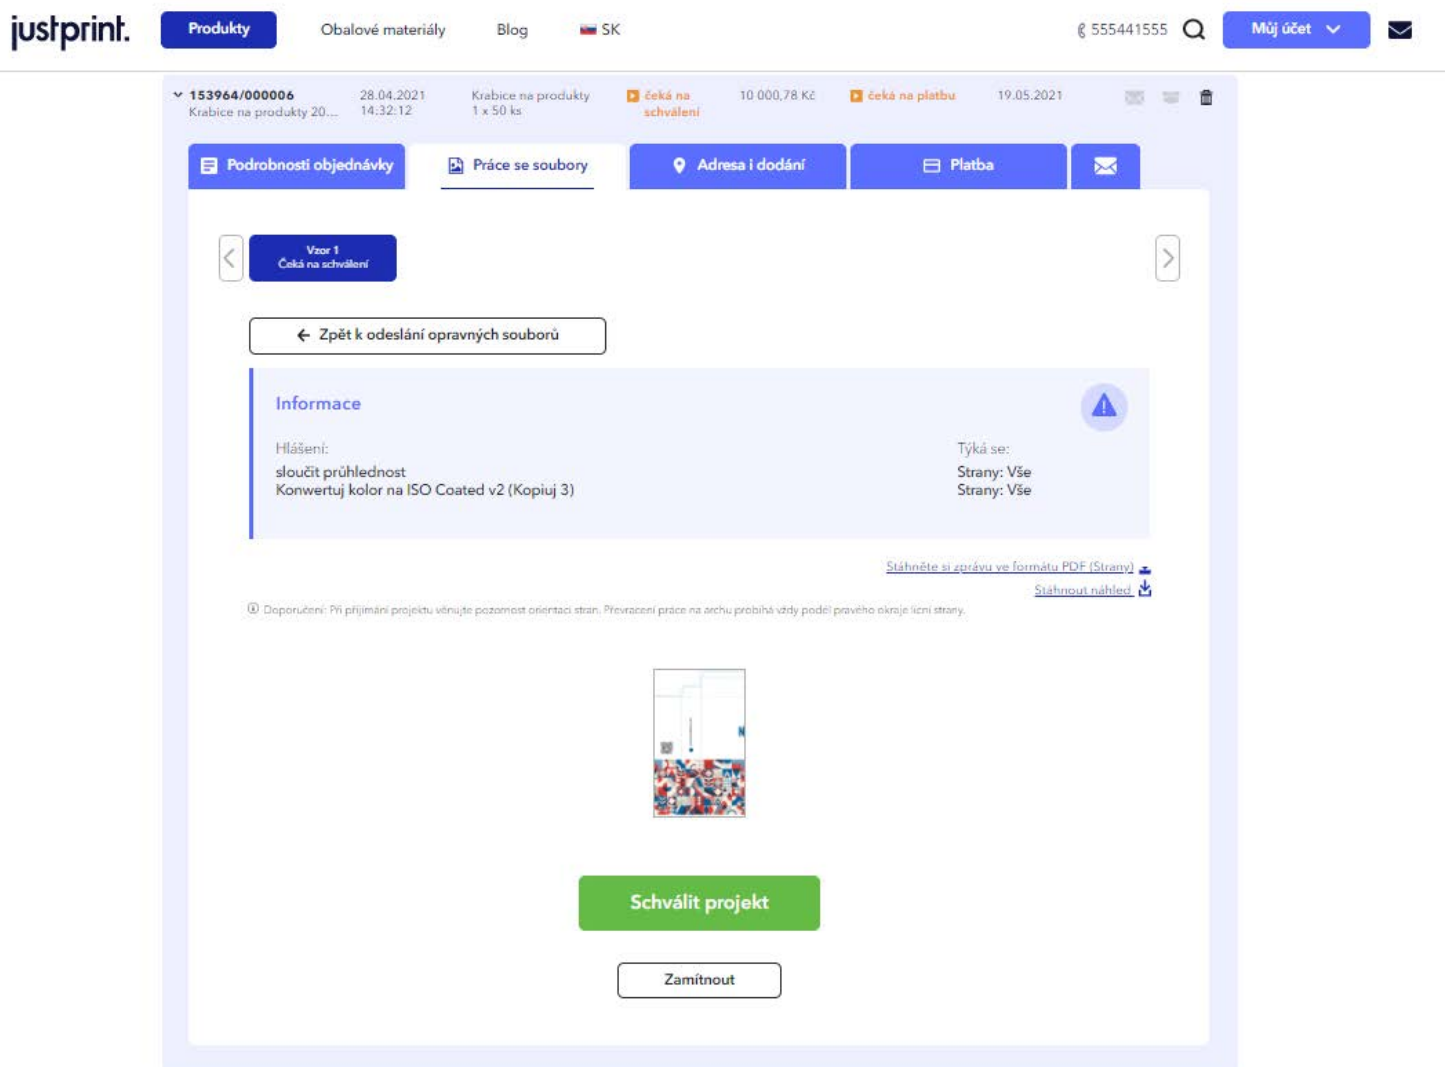 justprint.
Produkty
Obalové materiály
Blog
SK
555441555
Můj účet
153964/000006
Krabice na produkty 20...
28.04.2021
14:32:12
Krabice na produkty
1 x 50 ks
čeká na
schválení
10 000,78 Kč
čeká na platbu
19.05.2021
Podrobnosti objednávky
Práce se soubory
Adresa i dodání
Platba
Vzor 1
Čeká na schválení
← Zpět k odeslání opravných souborů
Informace
Hlášení:
Týká se:
sloučit průhlednost
Strany: Vše
Konwertuj kolor na ISO Coated v2 (Kopiuj 3)
Strany: Vše
Stáhněte si zprávu ve formátu PDF (Strany)
Stáhnout náhled
Doporučení: Při přijímání projektu věnujte pozornost orientaci stran. Převracení práce na archu probíhá vždy podél pravého okraje lícní strany.
N
Schválit projekt
Zamítnout